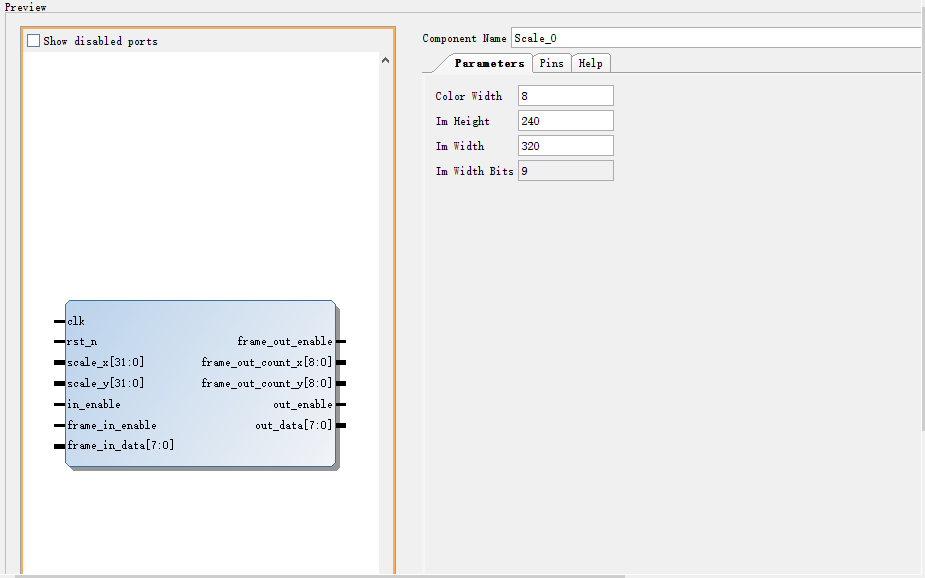 Preview
Show disabled ports
clk
rst_n
scale_x[31:0]
scale_y[31:0]
in_enable
frame_in_enable
frame_in_data[7:0]
frame_out_enable
frame_out_count_x[8:0]
frame_out_count_y[8:0]
out_enable
out_data[7:0]
Component Name Scale_0
Parameters Pins Help
Color Width 8
Im Height 240
Im Width 320
Im Width Bits 9